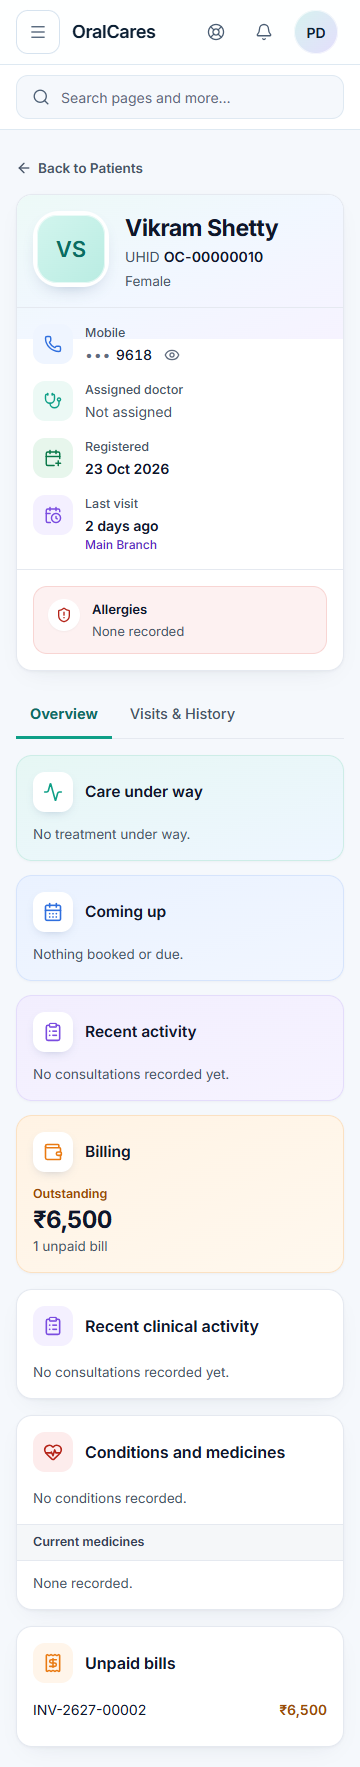 OralCares
PD
Search pages and more...
Back to Patients
VS
Vikram Shetty
UHID OC-00000010
Female
Mobile
••• 9618
Assigned doctor
Not assigned
Registered
23 Oct 2026
Last visit
2 days ago
Main Branch
Allergies
None recorded
Overview
Visits & History
Care under way
No treatment under way.
Coming up
Nothing booked or due.
Recent activity
No consultations recorded yet.
Billing
Outstanding
₹6,500
1 unpaid bill
Recent clinical activity
No consultations recorded yet.
Conditions and medicines
No conditions recorded.
Current medicines
None recorded.
Unpaid bills
INV-2627-00002 ₹6,500